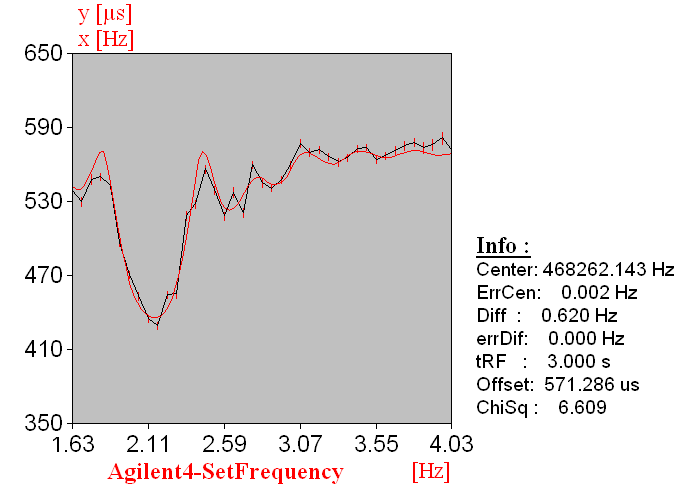 y [µs]
x [Hz]
650
590
530
470
410
350
1.63 2.11 2.59 3.07 3.55 4.03
Agilent4-SetFrequency [Hz]
Info :
Center: 468262.143 Hz
ErrCen: 0.002 Hz
Diff : 0.620 Hz
errDif: 0.000 Hz
tRF : 3.000 s
Offset: 571.286 us
ChiSq : 6.609